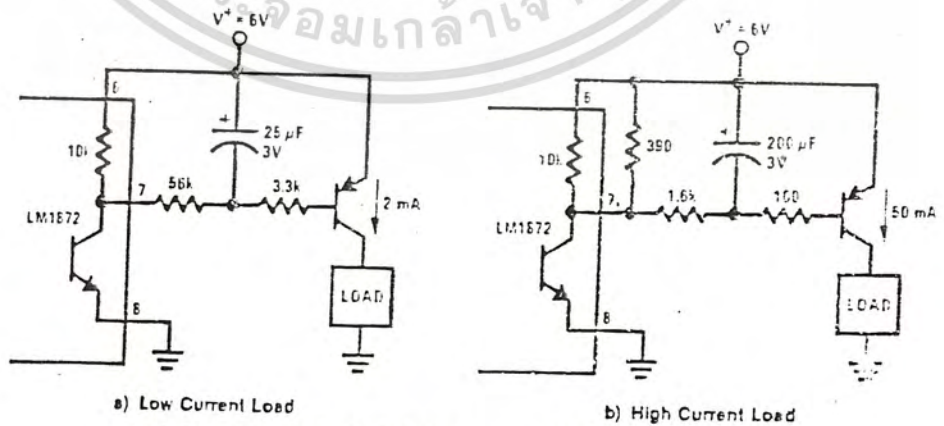 V⁺ = 6V
6
10k
25 µF
3V
7
56k
3.3k
2 mA
LM1872
LOAD
8
a) Low Current Load
V⁺ = 6V
6
10k
390
200 µF
3V
7
1.6k
100
50 mA
LM1872
LOAD
8
b) High Current Load